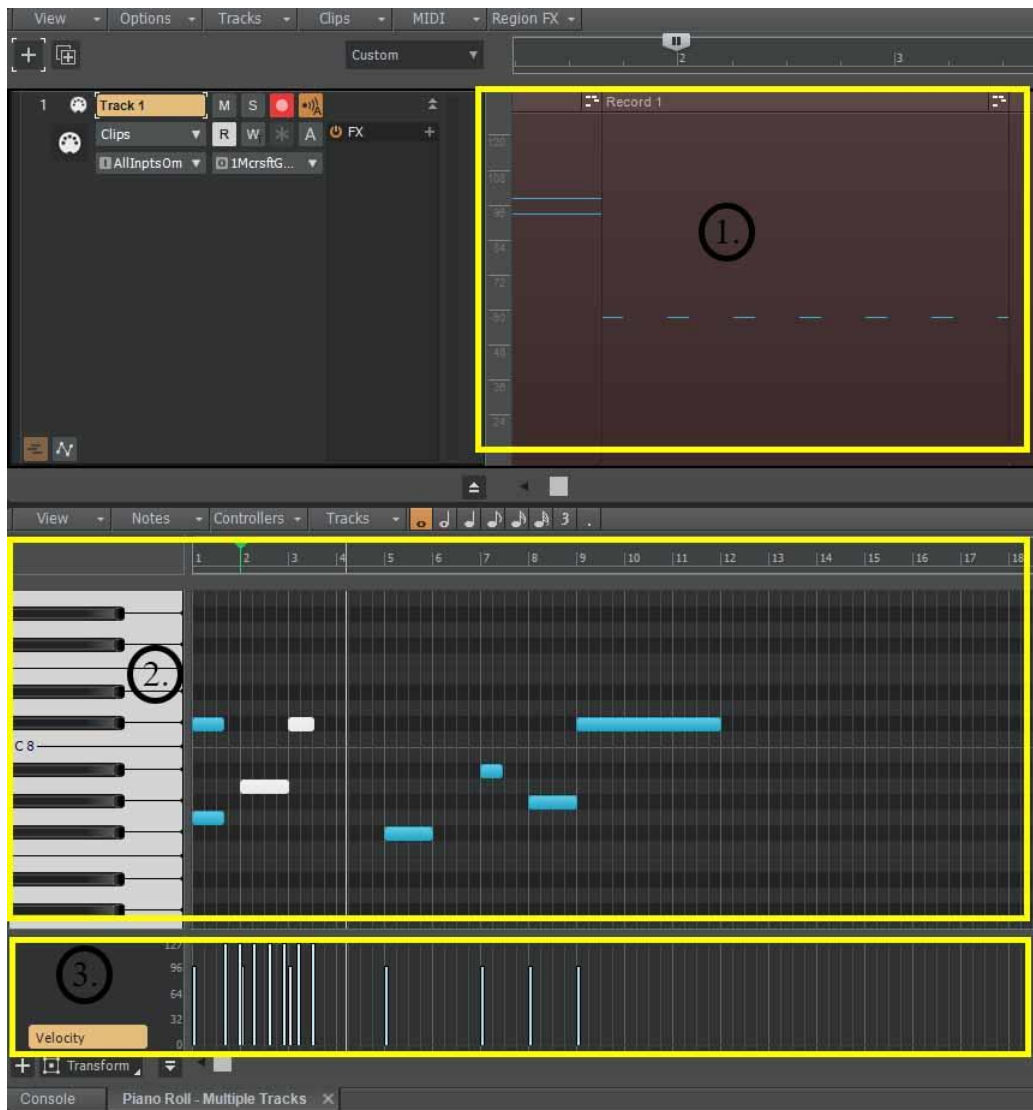 View Options Tracks Clips MIDI Region FX
Custom
2 3
1 Track 1 M S A Record 1
Clips R W A FX +
AllInptsOm 1McrsftG...
120
108
96
84
72
60
48
36
24
1.
View Notes Controllers Tracks 3 .
1 2 3 4 5 6 7 8 9 10 11 12 13 14 15 16 17 18
2.
C 8
3.
127
96
64
32
0
Velocity
Transform
Console Piano Roll - Multiple Tracks X